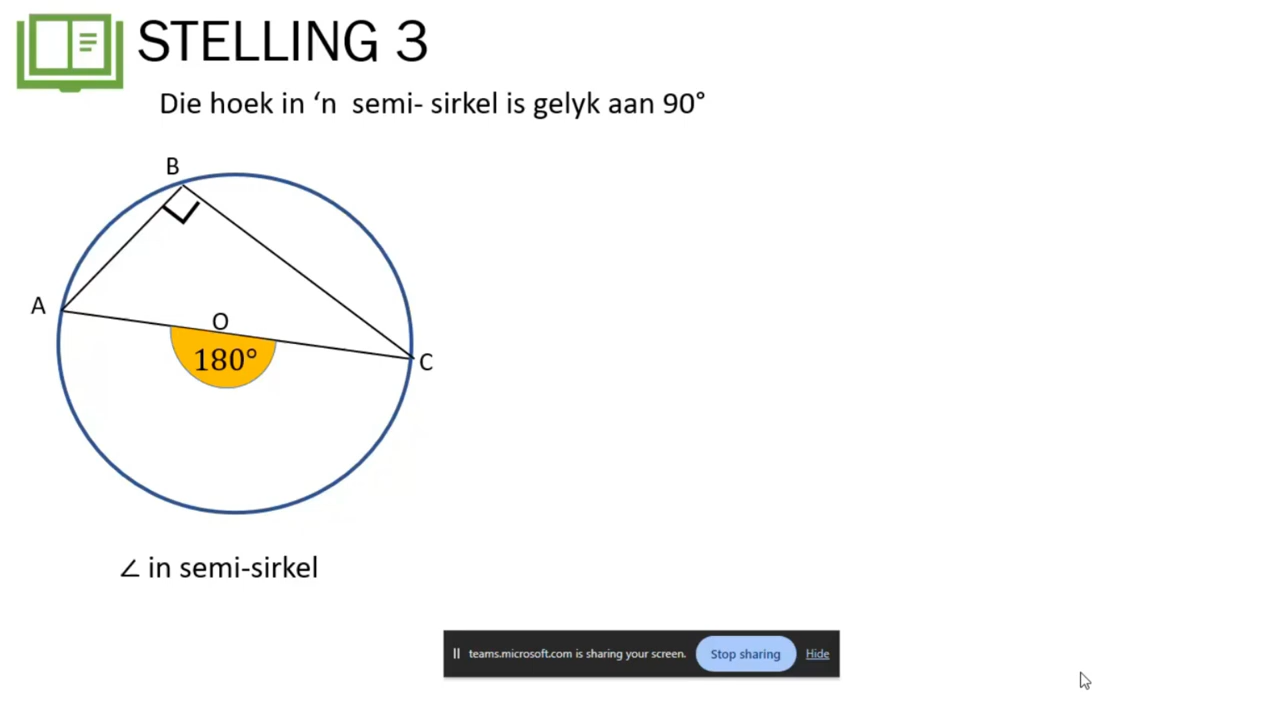 STELLING 3
Die hoek in ‘n semi- sirkel is gelyk aan 90°
B
A
O
180°
C
∠ in semi-sirkel
teams.microsoft.com is sharing your screen. Stop sharing Hide